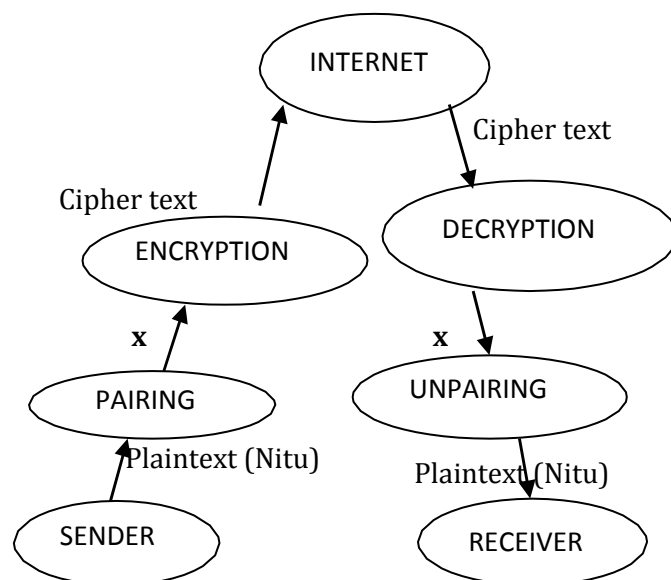 INTERNET
Cipher text
Cipher text
DECRYPTION
ENCRYPTION
x
x
PAIRING
UNPAIRING
Plaintext (Nitu)
Plaintext (Nitu)
SENDER
RECEIVER